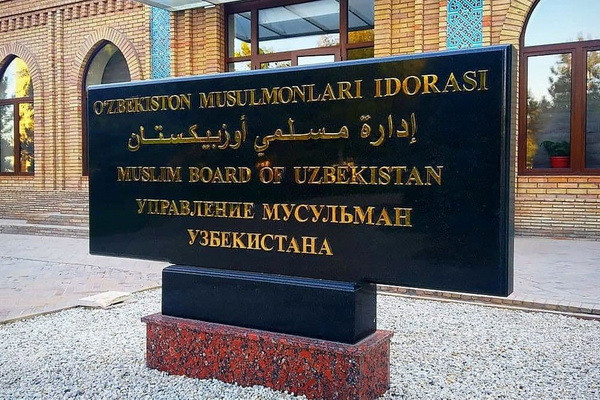 O'ZBEKISTON MUSULMONLARI IDORASI
إدارة مسلمي أوزبيكستان
MUSLIM BOARD OF UZBEKISTAN
УПРАВЛЕНИЕ МУСУЛЬМАН
УЗБЕКИСТАНА